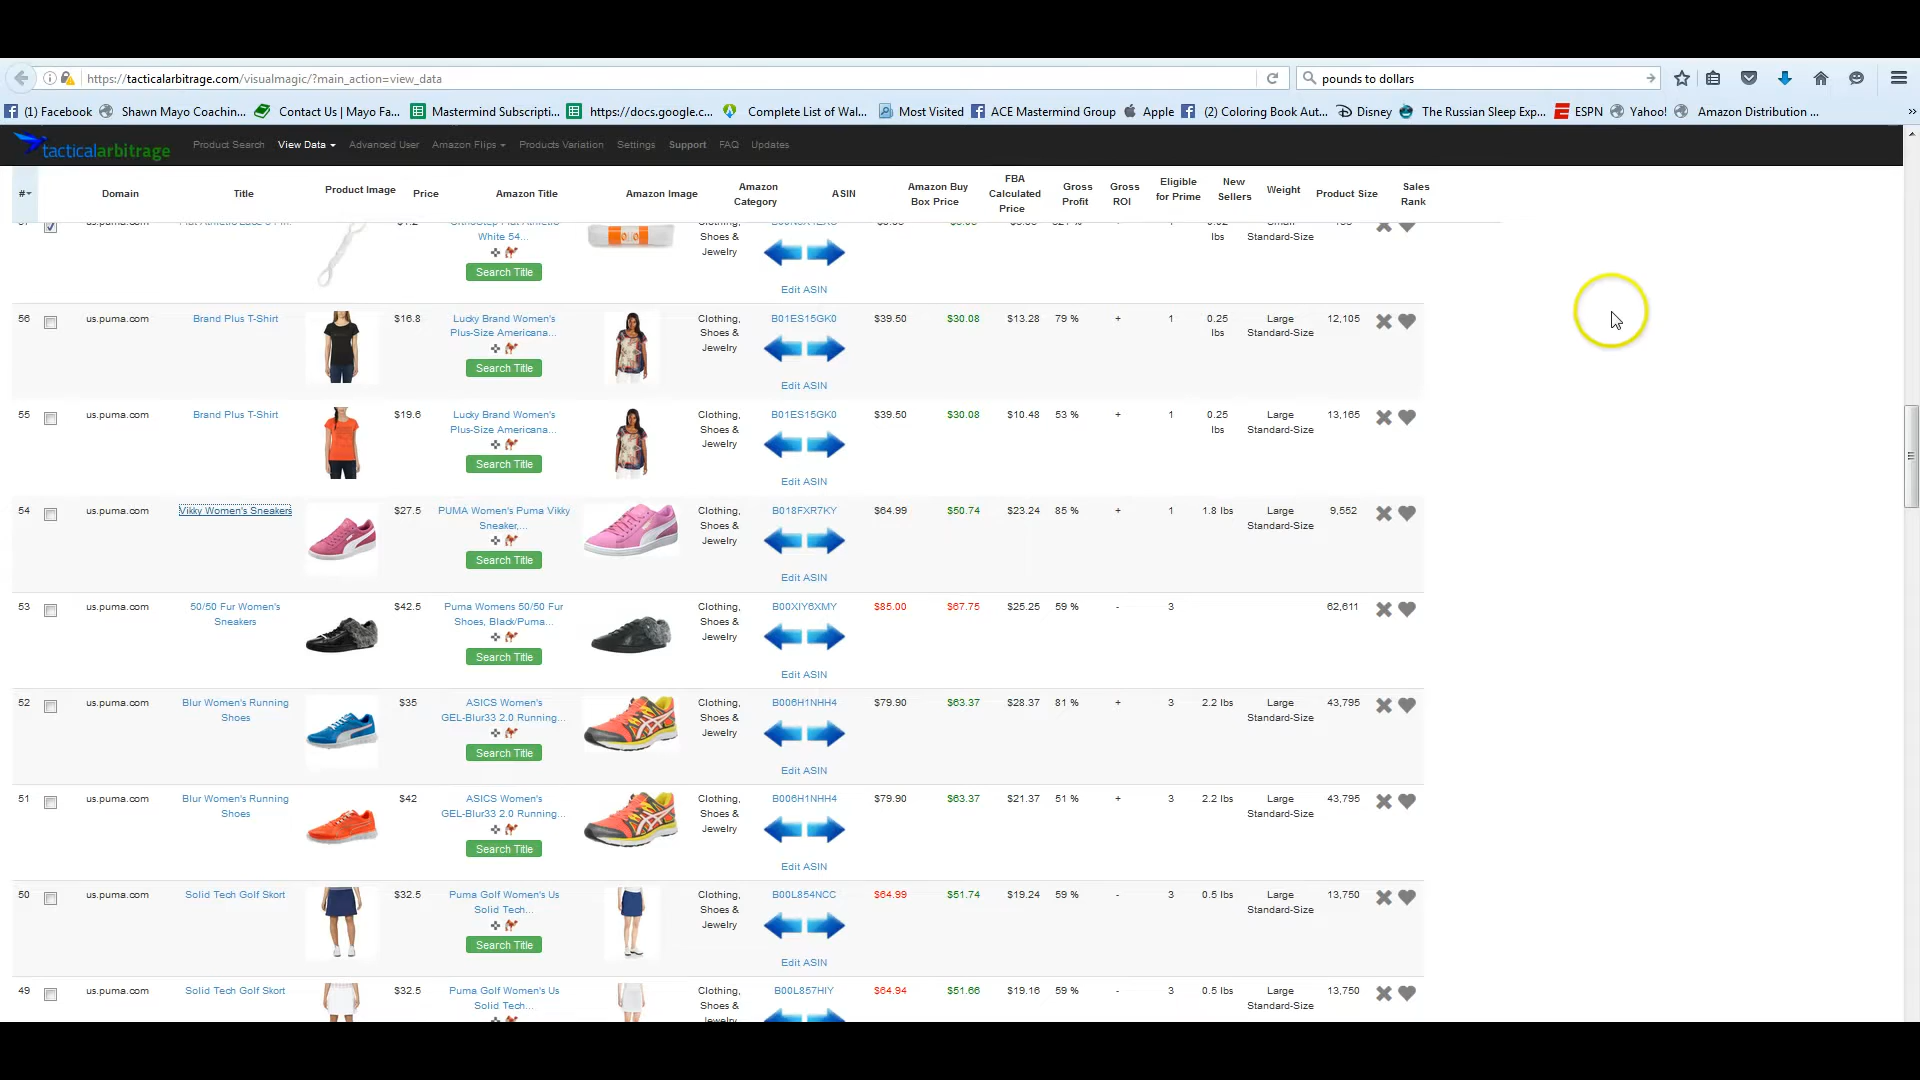 https://tacticalarbitrage.com/visualmagic/?main_action=view_data
pounds to dollars
(1) Facebook Shawn Mayo Coachin... Contact Us | Mayo Fa... Mastermind Subscripti... https://docs.google.c... Complete List of Wal... Most Visited ACE Mastermind Group Apple (2) Coloring Book Aut... Disney The Russian Sleep Exp... ESPN Yahoo! Amazon Distribution ... »
tacticalarbitrage Product Search View Data Advanced User Amazon Flips Products Variation Settings Support FAQ Updates
# Domain Title Product Image Price Amazon Title Amazon Image Amazon Category ASIN Amazon Buy Box Price FBA Calculated Price Gross Profit Gross ROI Eligible for Prime New Sellers Weight Product Size Sales Rank
White 54... Shoes & lbs Standard-Size
Jewelry
Search Title
Edit ASIN
56 us.puma.com Brand Plus T-Shirt $16.8 Lucky Brand Women's Clothing, B01ES15GK0 $39.50 $30.08 $13.28 79 % + 1 0.25 Large 12,105
Plus-Size Americana... Shoes & lbs Standard-Size
Jewelry
Search Title
Edit ASIN
55 us.puma.com Brand Plus T-Shirt $19.6 Lucky Brand Women's Clothing, B01ES15GK0 $39.50 $30.08 $10.48 53 % + 1 0.25 Large 13,165
Plus-Size Americana... Shoes & lbs Standard-Size
Jewelry
Search Title
Edit ASIN
54 us.puma.com Vikky Women's Sneakers $27.5 PUMA Women's Puma Vikky Clothing, B018FXR7KY $64.99 $50.74 $23.24 85 % + 1 1.8 lbs Large 9,552
Sneaker,... Shoes & Standard-Size
Jewelry
Search Title
Edit ASIN
53 us.puma.com 50/50 Fur Women's $42.5 Puma Womens 50/50 Fur Clothing, B00XIY6XMY $85.00 $67.75 $25.25 59 % - 3 62,611
Sneakers Shoes, Black/Puma... Shoes &
Jewelry
Search Title
Edit ASIN
52 us.puma.com Blur Women's Running $35 ASICS Women's Clothing, B006H1NHH4 $79.90 $63.37 $28.37 81 % + 3 2.2 lbs Large 43,795
Shoes GEL-Blur33 2.0 Running... Shoes & Standard-Size
Jewelry
Search Title
Edit ASIN
51 us.puma.com Blur Women's Running $42 ASICS Women's Clothing, B006H1NHH4 $79.90 $63.37 $21.37 51 % + 3 2.2 lbs Large 43,795
Shoes GEL-Blur33 2.0 Running... Shoes & Standard-Size
Jewelry
Search Title
Edit ASIN
50 us.puma.com Solid Tech Golf Skort $32.5 Puma Golf Women's Us Clothing, B00L854NCC $64.99 $51.74 $19.24 59 % - 3 0.5 lbs Large 13,750
Solid Tech... Shoes & Standard-Size
Jewelry
Search Title
Edit ASIN
49 us.puma.com Solid Tech Golf Skort $32.5 Puma Golf Women's Us Clothing, B00L857HIY $64.94 $51.66 $19.16 59 % - 3 0.5 lbs Large 13,750
Solid Tech... Shoes & Standard-Size